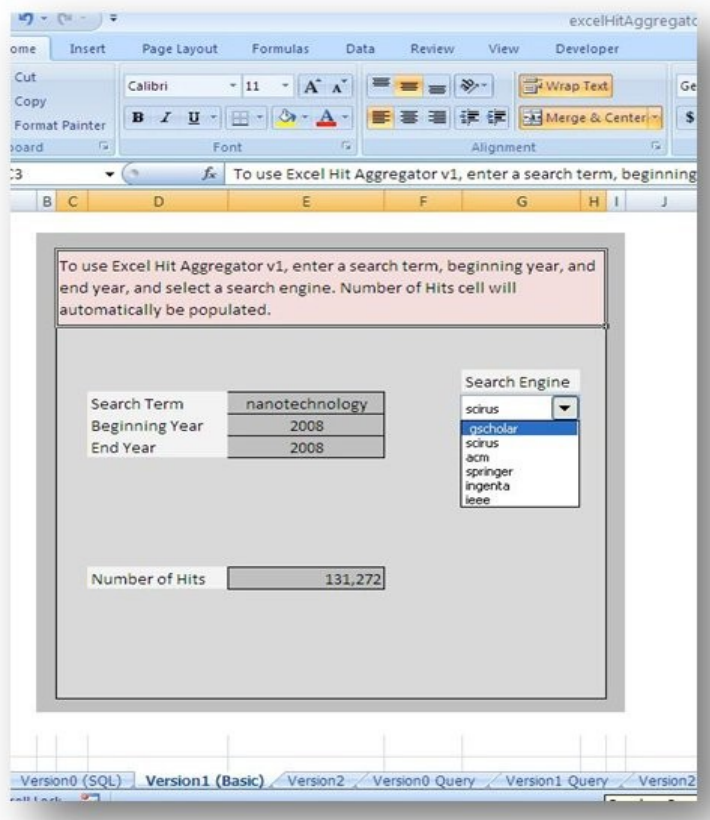 excelHitAggregato
ome Insert Page Layout Formulas Data Review View Developer
Cut
Copy
Format Painter
Calibri 11 A A
B I U A
Wrap Text
Merge & Center
Ge
$
board Font Alignment
C3 fx To use Excel Hit Aggregator v1, enter a search term, beginning
B C D E F G H I J
To use Excel Hit Aggregator v1, enter a search term, beginning year, and
end year, and select a search engine. Number of Hits cell will
automatically be populated.
Search Engine
scirus
gscholar
scirus
acm
springer
ingenta
ieee
Search Term nanotechnology
Beginning Year 2008
End Year 2008
Number of Hits 131,272
Version0 (SQL) Version1 (Basic) Version2 Version0 Query Version1 Query Version2